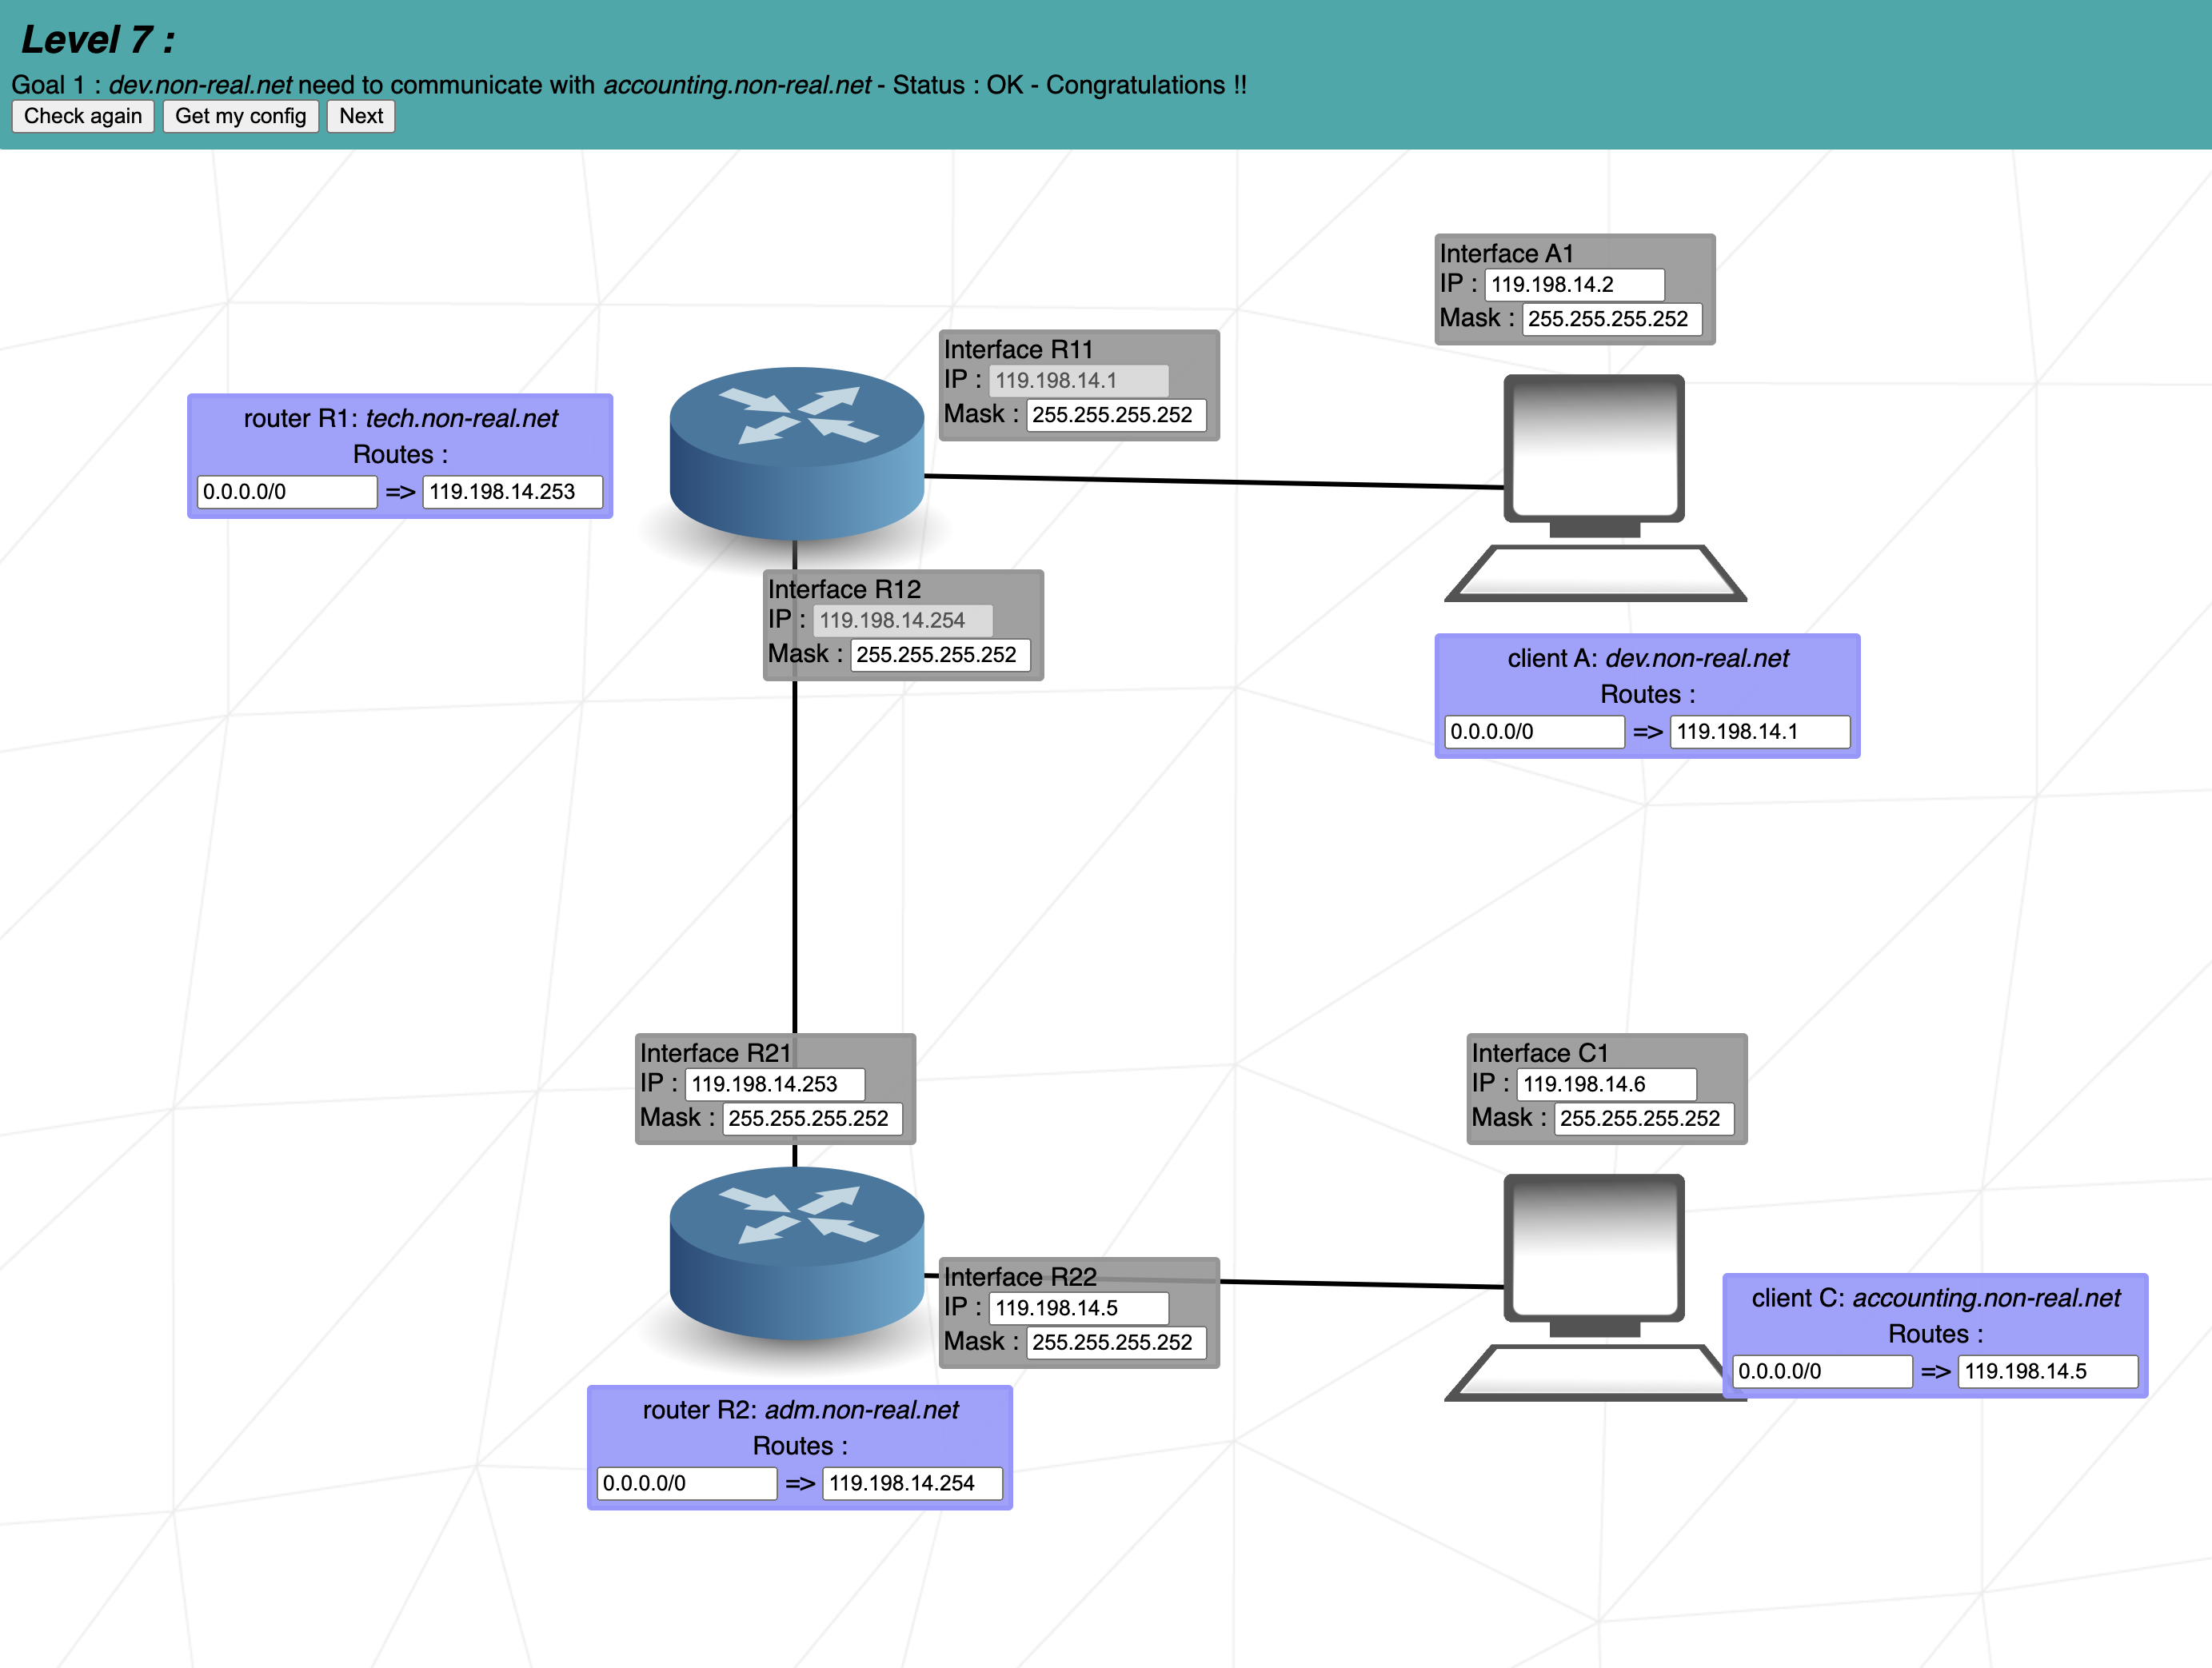 Level 7 :
Goal 1 : dev.non-real.net need to communicate with accounting.non-real.net - Status : OK - Congratulations !!
Check again Get my config Next
Interface A1
IP : 119.198.14.2
Mask : 255.255.255.252
Interface R11
IP : 119.198.14.1
Mask : 255.255.255.252
router R1: tech.non-real.net
Routes :
0.0.0.0/0 => 119.198.14.253
Interface R12
IP : 119.198.14.254
Mask : 255.255.255.252
client A: dev.non-real.net
Routes :
0.0.0.0/0 => 119.198.14.1
Interface R21
IP : 119.198.14.253
Mask : 255.255.255.252
Interface C1
IP : 119.198.14.6
Mask : 255.255.255.252
Interface R22
IP : 119.198.14.5
Mask : 255.255.255.252
client C: accounting.non-real.net
Routes :
0.0.0.0/0 => 119.198.14.5
router R2: adm.non-real.net
Routes :
0.0.0.0/0 => 119.198.14.254